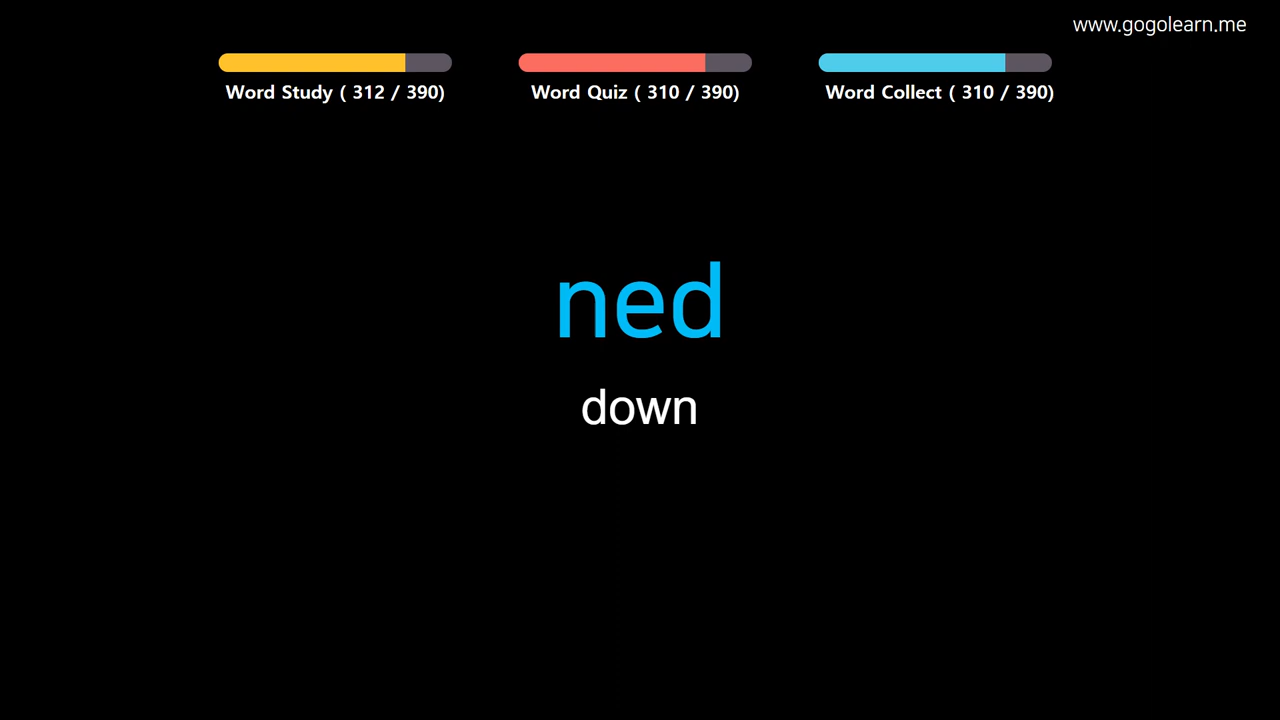 www.gogolearn.me
Word Study ( 312 / 390)
Word Quiz ( 310 / 390)
Word Collect ( 310 / 390)
ned
down